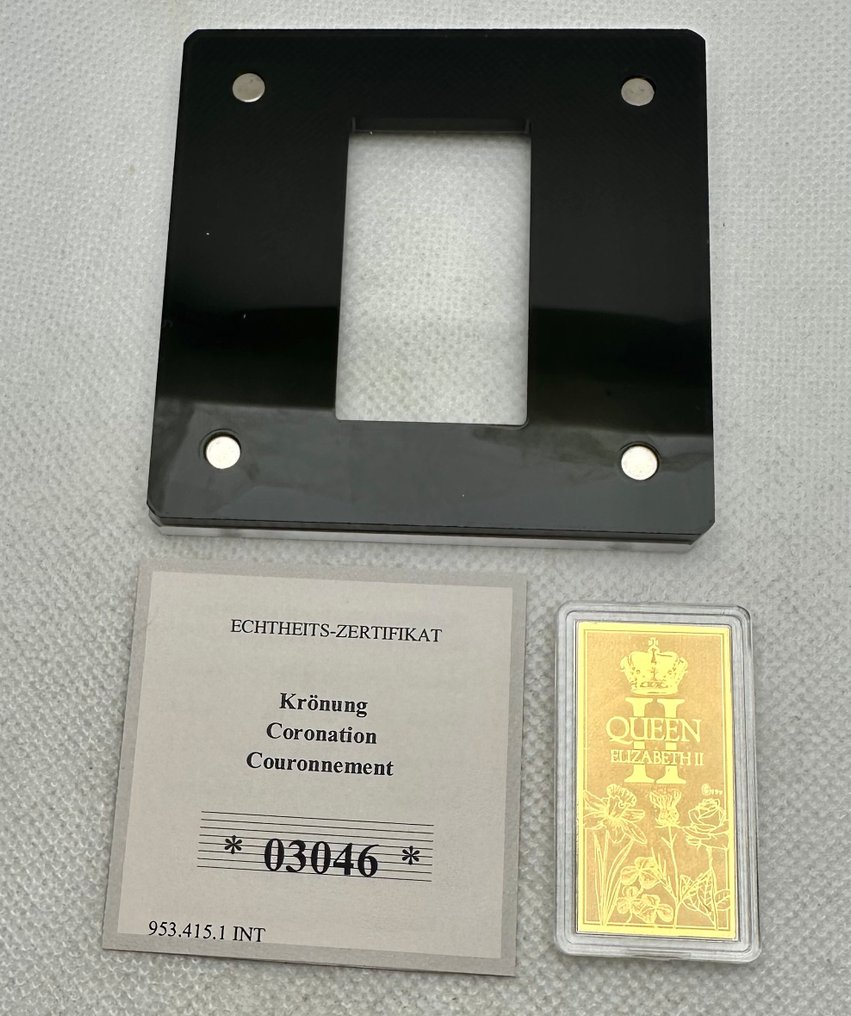 ECHTHEITS-ZERTIFIKAT
Krönung
Coronation
Couronnement
* 03046 *
953.415.1 INT
II
QUEEN
ELIZABETH II